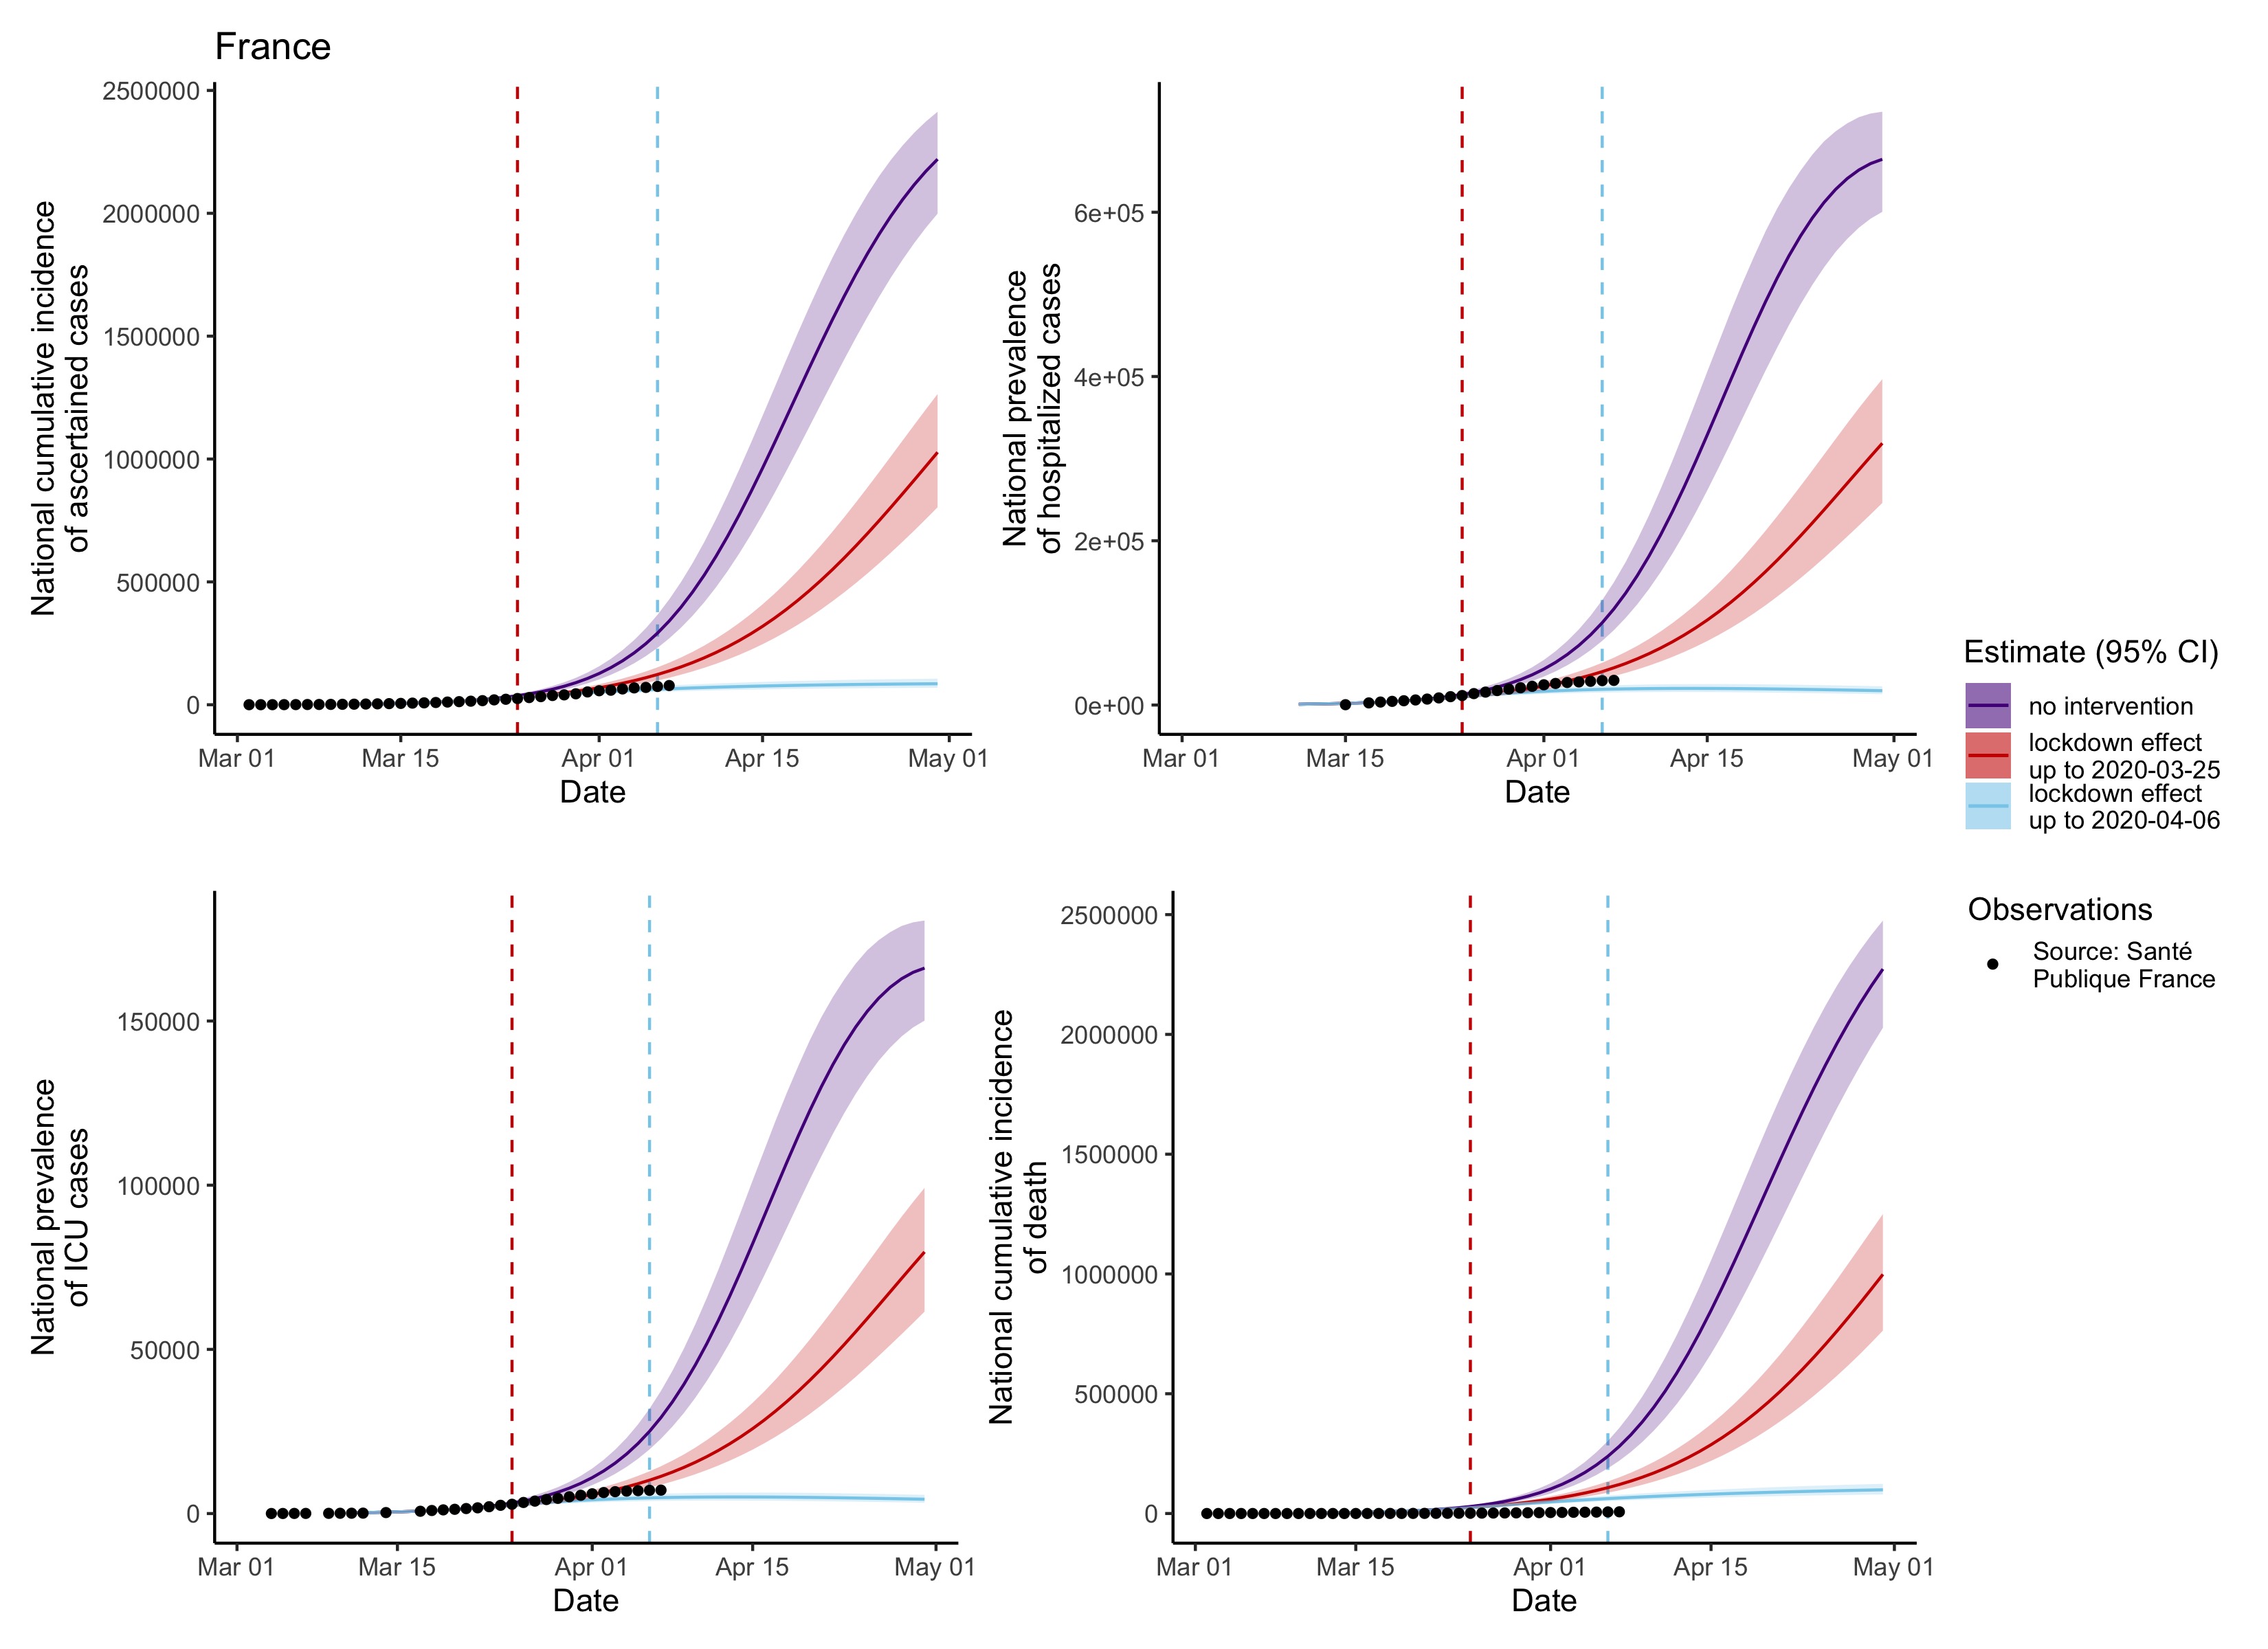 France
National cumulative incidence
of ascertained cases
2500000
2000000
1500000
1000000
500000
0
Mar 01
Mar 15
Apr 01
Apr 15
May 01
Date
National prevalence
of hospitalized cases
6e+05
4e+05
2e+05
0e+00
Mar 01
Mar 15
Apr 01
Apr 15
May 01
Date
Estimate (95% CI)
no intervention
lockdown effect
up to 2020-03-25
lockdown effect
up to 2020-04-06
Observations
Source: Santé
Publique France
National prevalence
of ICU cases
150000
100000
50000
0
Mar 01
Mar 15
Apr 01
Apr 15
May 01
Date
National cumulative incidence
of death
2500000
2000000
1500000
1000000
500000
0
Mar 01
Mar 15
Apr 01
Apr 15
May 01
Date